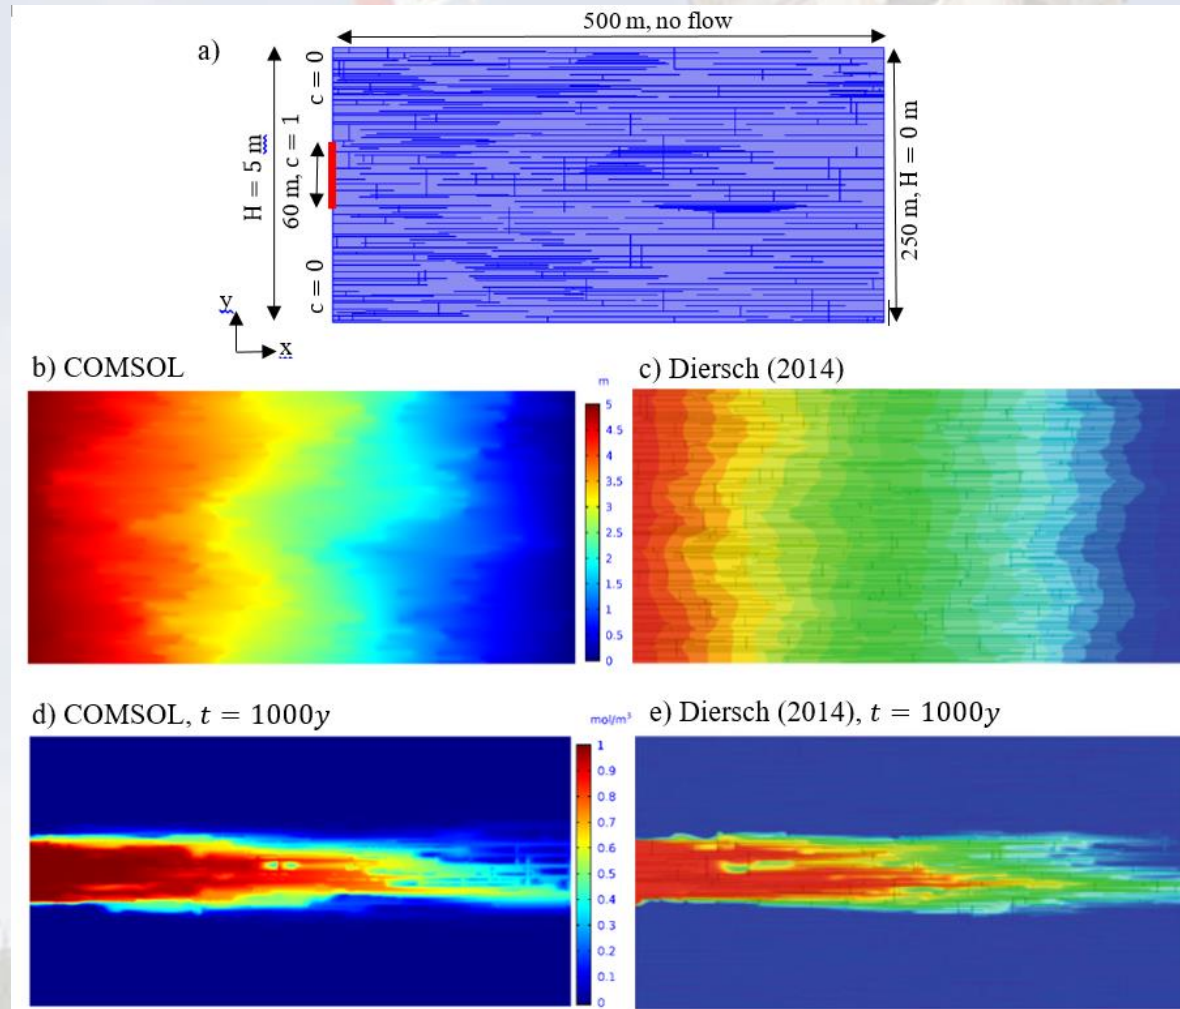 500 m, no flow
a)
c = 0
H = 5 m
60 m, c = 1
c = 0
250 m, H = 0 m
y
x
b) COMSOL
c) Diersch (2014)
m
5
4.5
4
3.5
3
2.5
2
1.5
1
0.5
0
d) COMSOL, t = 1000y
mol/m³
e) Diersch (2014), t = 1000y
1
0.9
0.8
0.7
0.6
0.5
0.4
0.3
0.2
0.1
0